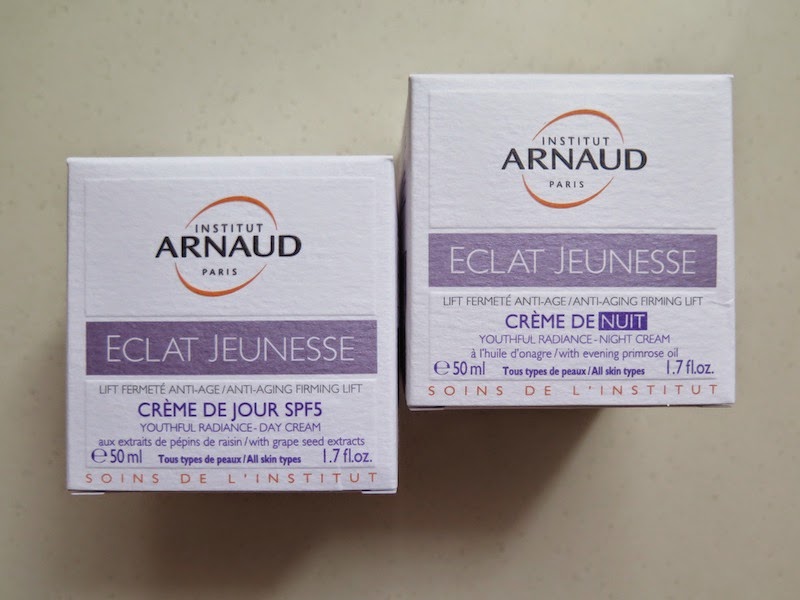 INSTITUT
ARNAUD
PARIS
ECLAT JEUNESSE
LIFT FERMETÉ ANTI-AGE/ANTI-AGING FIRMING LIFT
CRÈME DE JOUR SPF5
YOUTHFUL RADIANCE-DAY CREAM
aux extraits de pépins de raisin/with grape seed extracts
℮50 ml Tous types de peaux/All skin types 1.7 fl.oz.
SOINS DE L'INSTITUT
INSTITUT
ARNAUD
PARIS
ECLAT JEUNESSE
LIFT FERMETÉ ANTI-AGE/ANTI-AGING FIRMING LIFT
CRÈME DE NUIT
YOUTHFUL RADIANCE-NIGHT CREAM
à l'huile d'onagre/with evening primrose oil
℮50 ml Tous types de peaux/All skin types 1.7 fl.oz.
SOINS DE L'INSTITUT